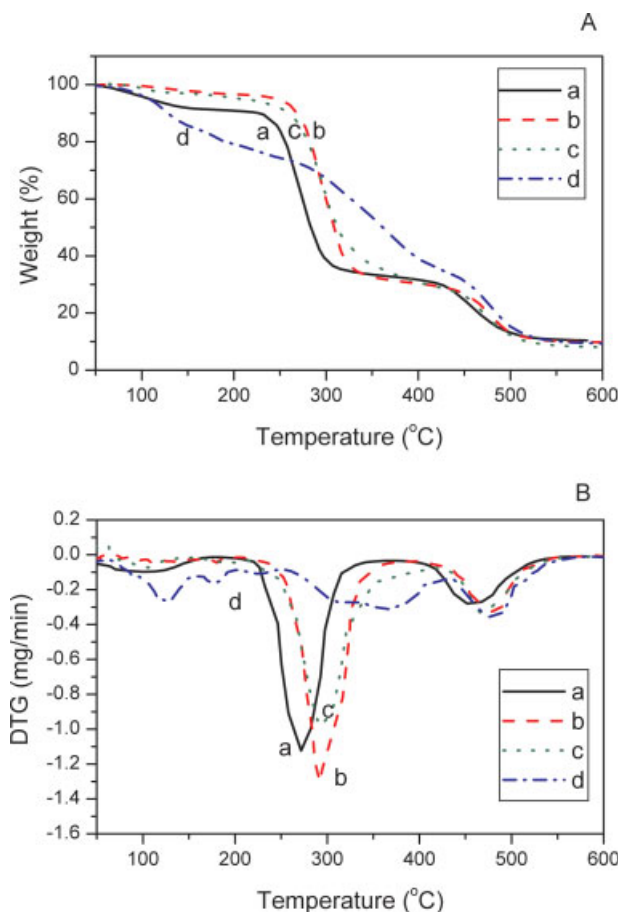 A
100
80
60
40
20
0
Weight (%)
a
c
b
d
a
b
c
d
100
200
300
400
500
600
Temperature (°C)
B
0.2
0.0
-0.2
-0.4
-0.6
-0.8
-1.0
-1.2
-1.4
-1.6
DTG (mg/min)
d
c
a
b
a
b
c
d
100
200
300
400
500
600
Temperature (°C)